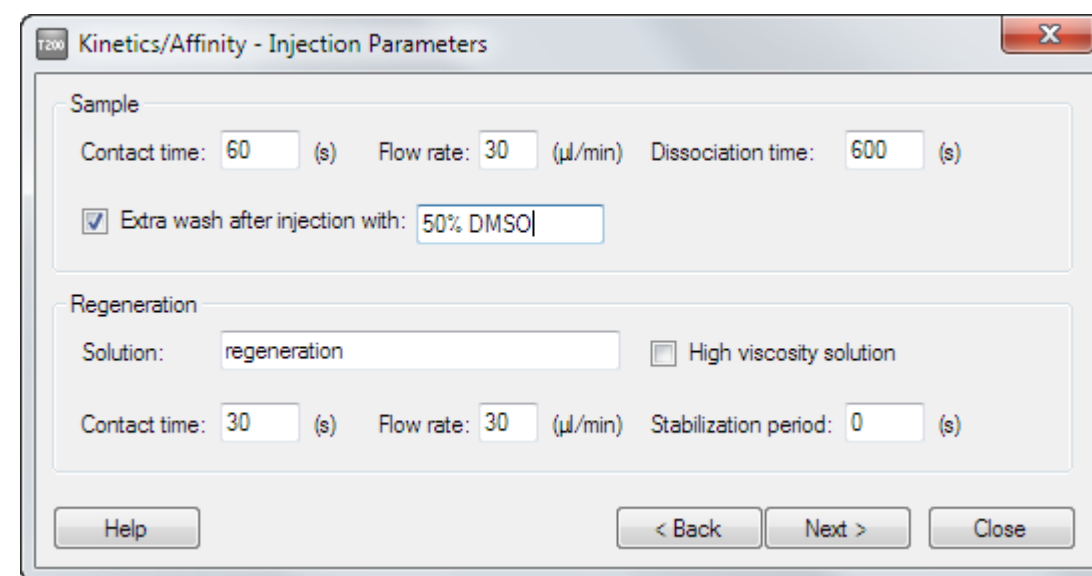 T200 Kinetics/Affinity - Injection Parameters
Sample
Contact time: 60 (s) Flow rate: 30 (µl/min) Dissociation time: 600 (s)
Extra wash after injection with: 50% DMSO
Regeneration
Solution: regeneration High viscosity solution
Contact time: 30 (s) Flow rate: 30 (µl/min) Stabilization period: 0 (s)
Help < Back Next > Close